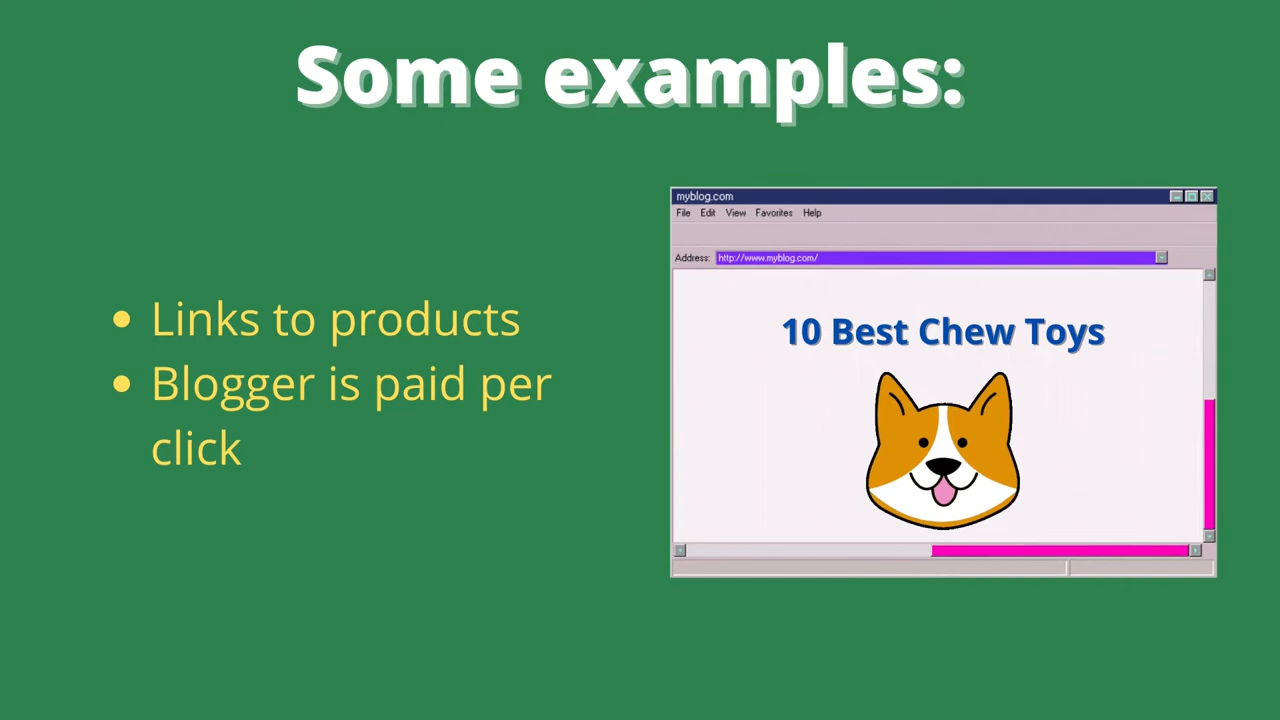 Some examples:
• Links to products
• Blogger is paid per
click
myblog.com
File Edit View Favorites Help
Address: http://www.myblog.com/
10 Best Chew Toys